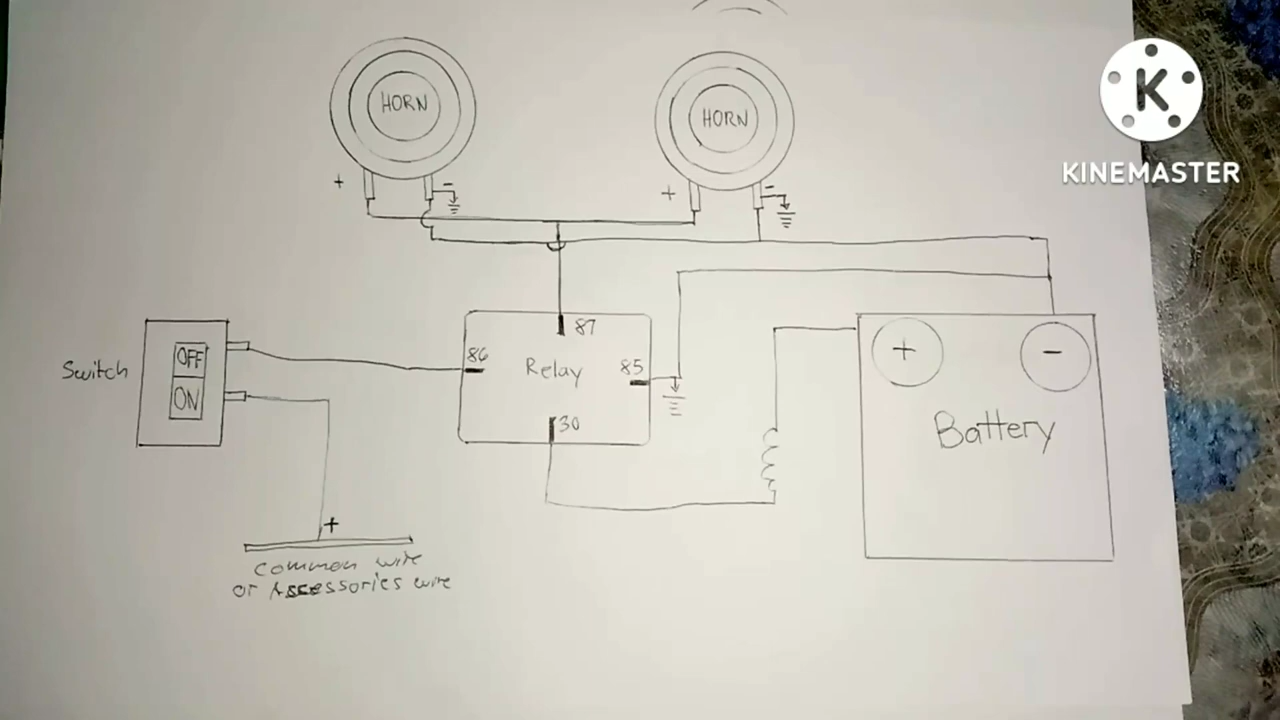 HORN
HORN
K
KINEMASTER
+
-
+
-
87
86
Relay
85
30
Switch
OFF
ON
+
-
Battery
+
common wire
or Accessories wire